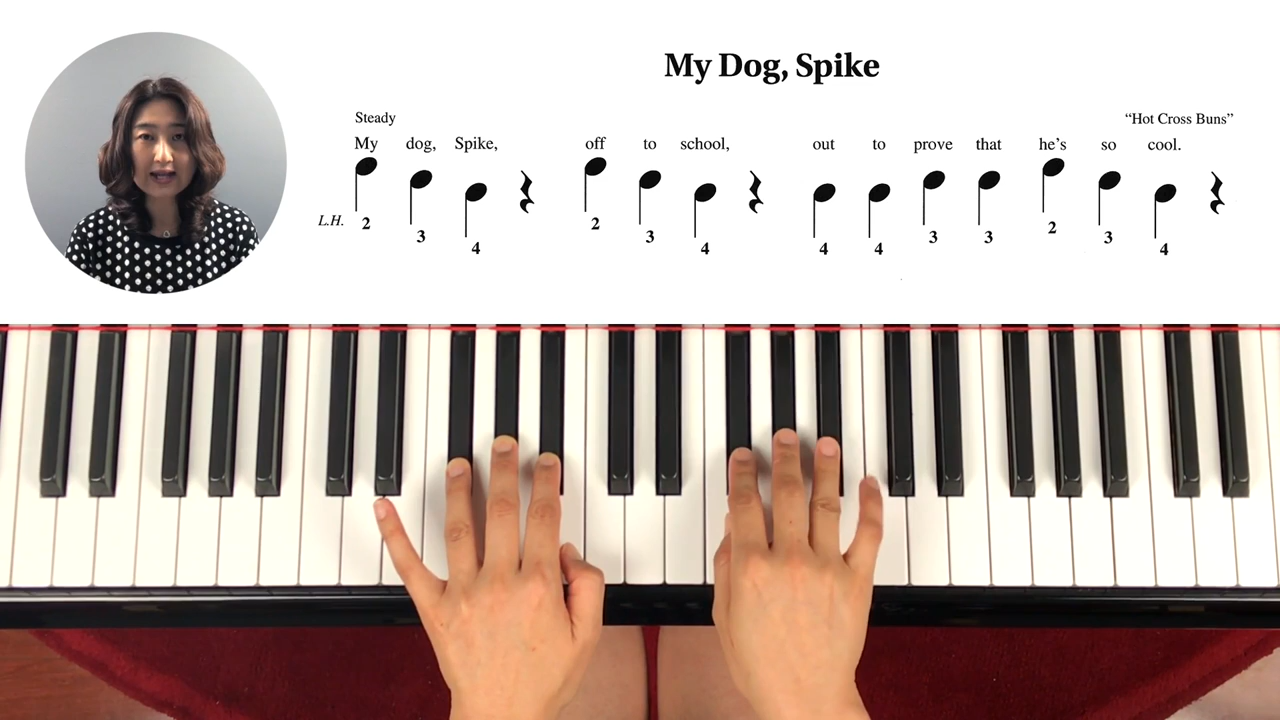 My Dog, Spike
Steady
“Hot Cross Buns”
My dog, Spike, off to school, out to prove that he’s so cool.
L.H. 2 3 4 2 3 4 4 4 3 3 2 3 4